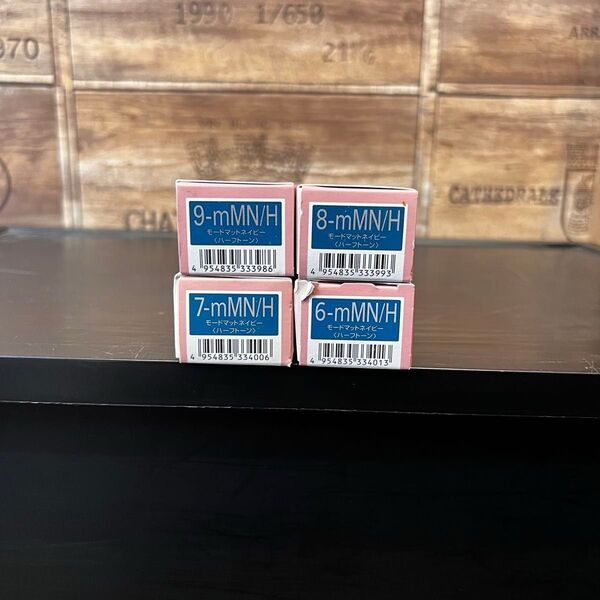 1990 1/650
970
CATHEDRALE
9-mMN/H
モードマットネイビー
〈ハーフトーン〉
4 954835 333986
8-mMN/H
モードマットネイビー
〈ハーフトーン〉
4 954835 333993
7-mMN/H
モードマットネイビー
〈ハーフトーン〉
4 954835 334006
6-mMN/H
モードマットネイビー
〈ハーフトーン〉
4 954835 334013